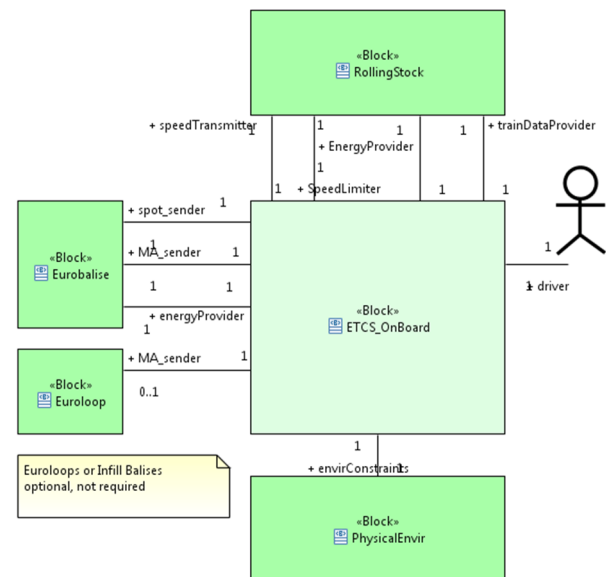 «Block»
RollingStock
+ speedTransmitter
1
1
1
1
+ trainDataProvider
+ EnergyProvider
1
1
+ SpeedLimiter
1
1
+ spot_sender
1
1
+ MA_sender
1
«Block»
Eurobalise
1
1
+ energyProvider
1
1
+ driver
1
«Block»
ETCS_OnBoard
+ MA_sender
1
«Block»
Euroloop
0..1
1
+ envirConstraints
1
Euroloops or Infill Balises
optional, not required
«Block»
PhysicalEnvir